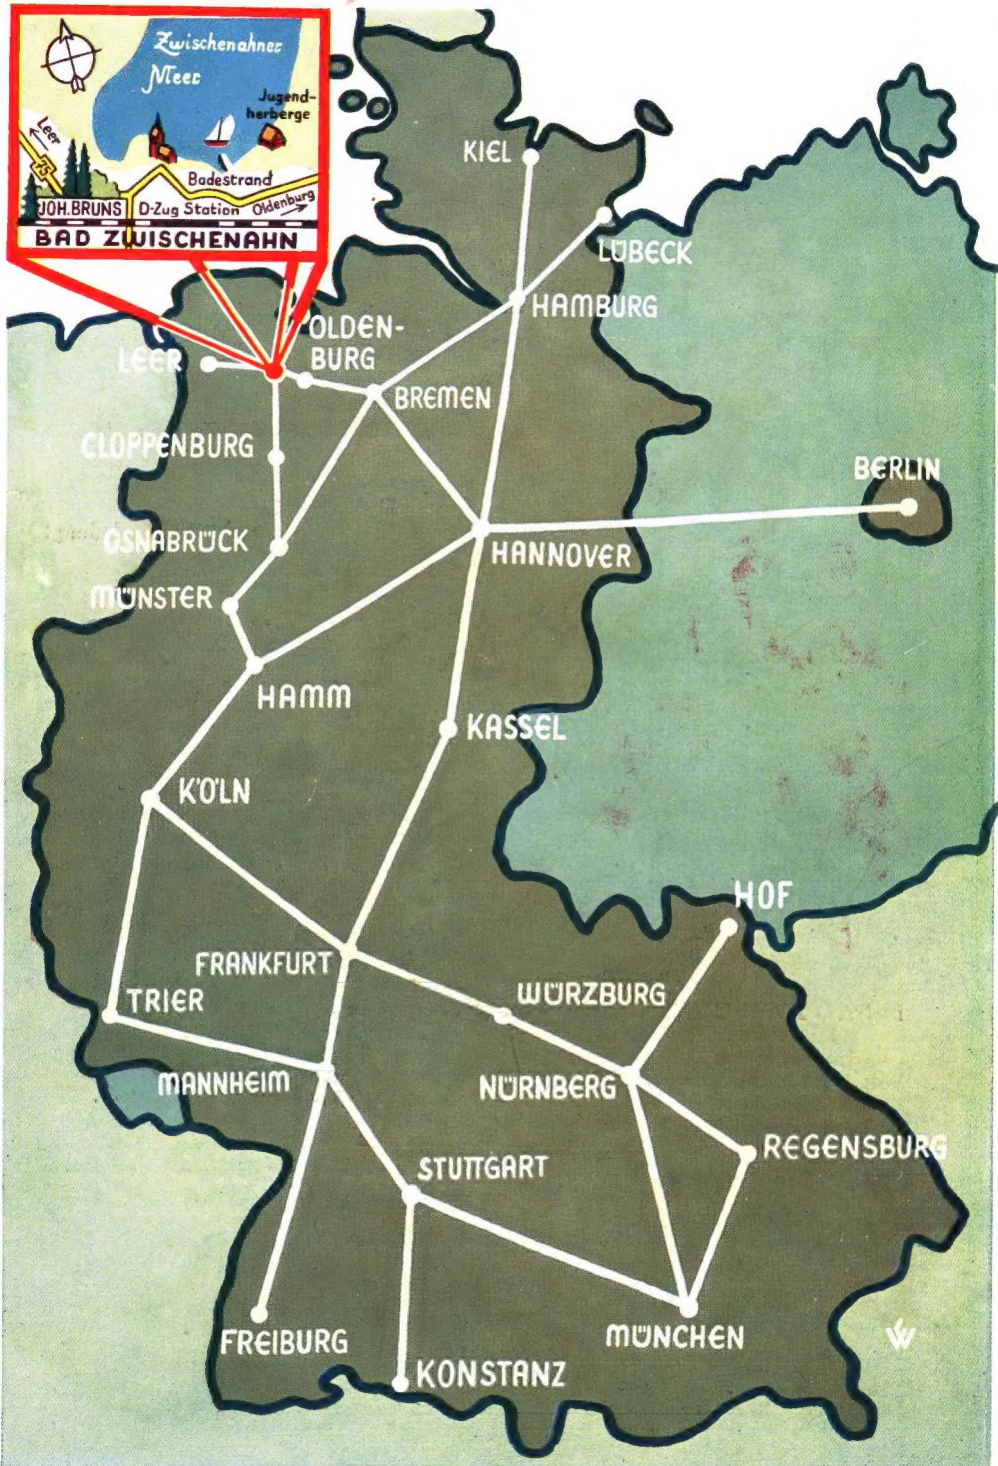 Zwischenahner
Meer
Jugend-
herberge
Leer
75
Badestrand
JOH. BRUNS
D-Zug Station
Oldenburg
BAD ZWISCHENAHN
KIEL
LÜBECK
HAMBURG
OLDEN-
BURG
LEER
BREMEN
CLOPPENBURG
BERLIN
OSNABRÜCK
HANNOVER
MÜNSTER
HAMM
KASSEL
KÖLN
HOF
FRANKFURT
WÜRZBURG
TRIER
MANNHEIM
NÜRNBERG
REGENSBURG
STUTTGART
FREIBURG
MÜNCHEN
KONSTANZ